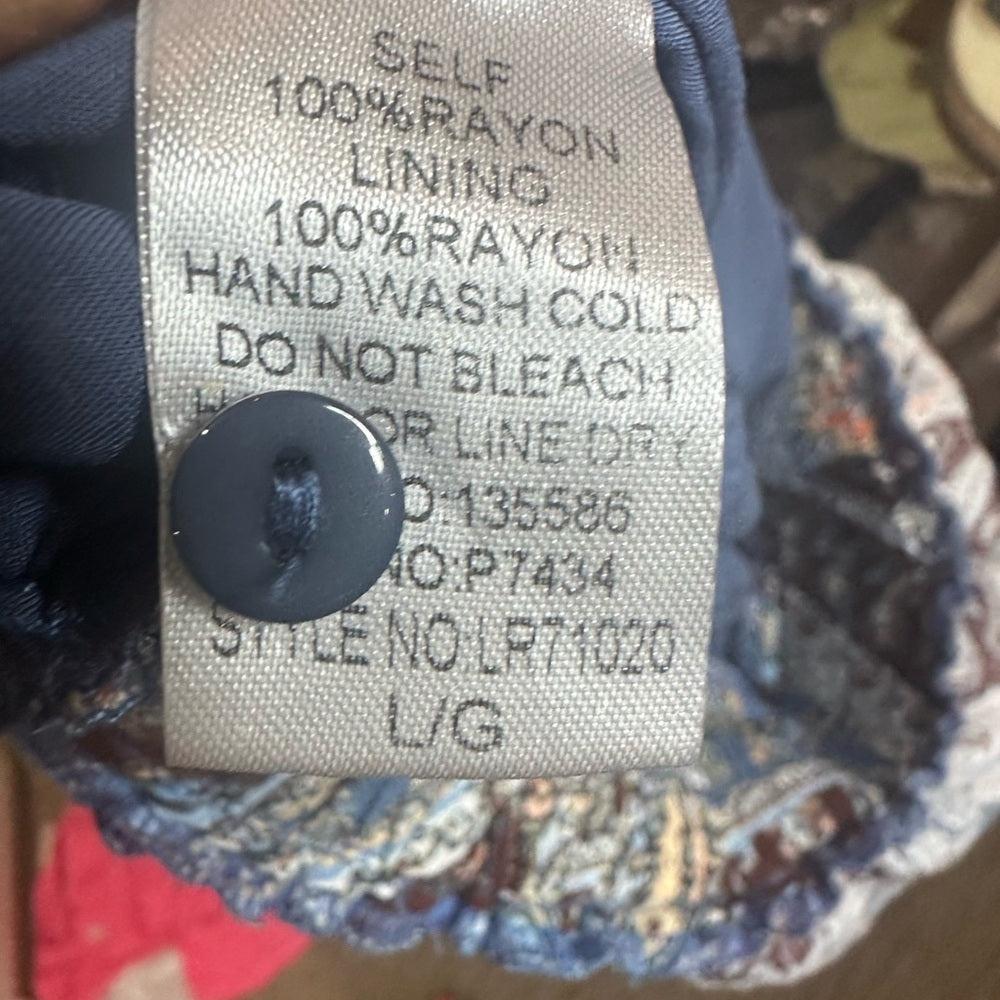 SELF
100%RAYON
LINING
100%RAYON
HAND WASH COLD
DO NOT BLEACH
OR LINE DRY
:135586
NO:P7434
STYLE NO:LR71020
L/G